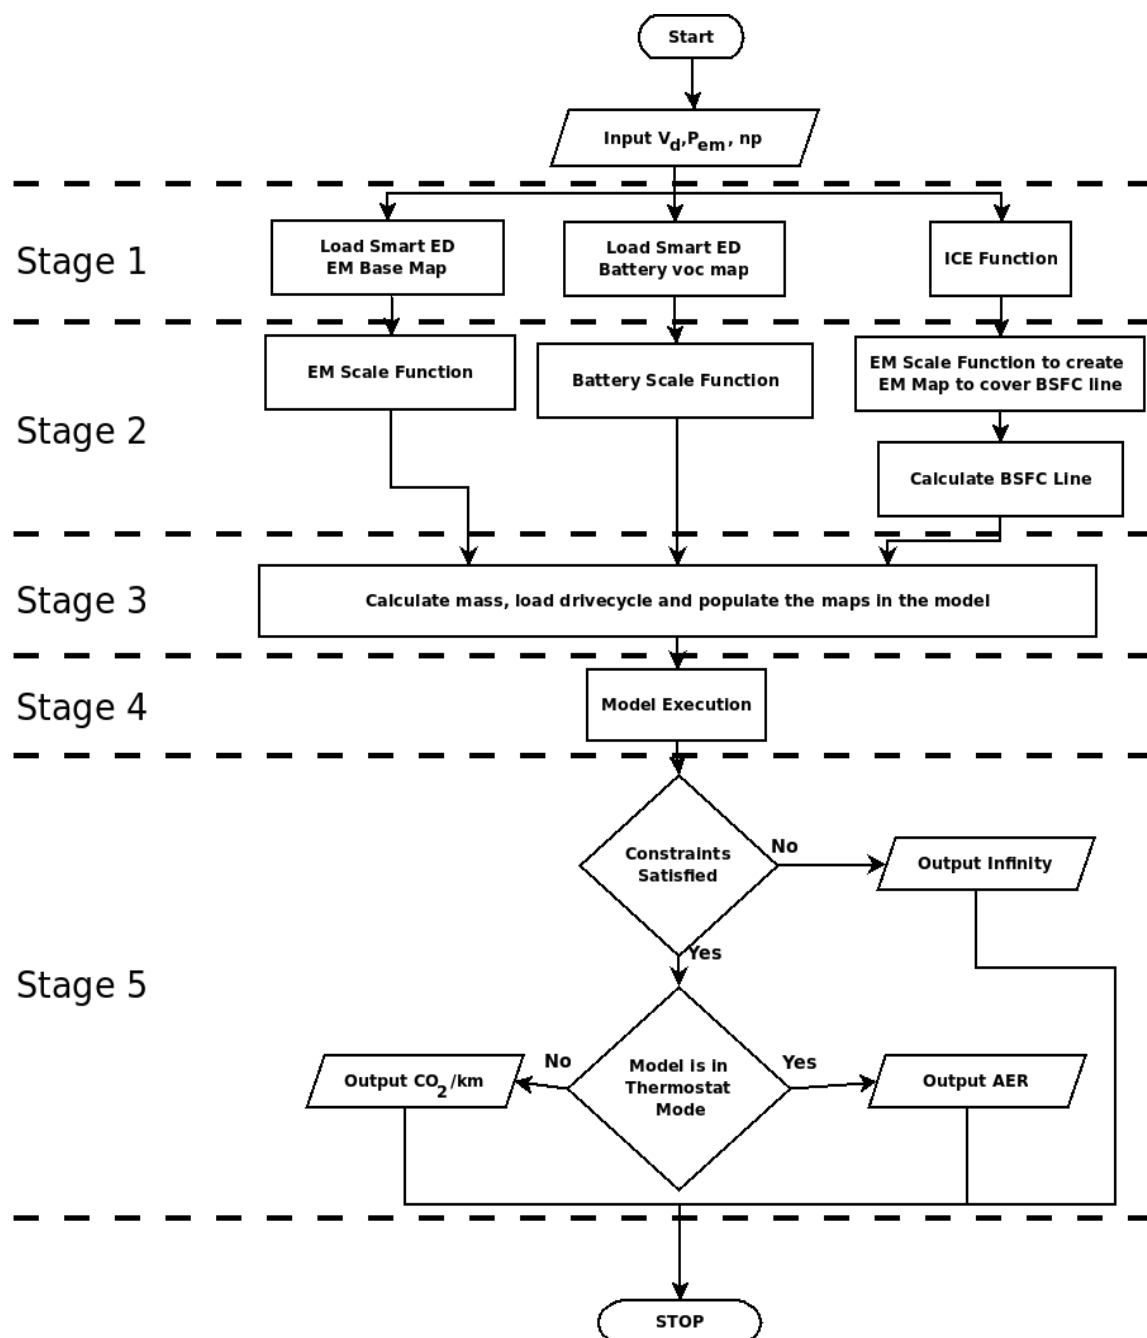 Start
Input Vd,Pem, np
Stage 1
Load Smart ED
EM Base Map
Load Smart ED
Battery voc map
ICE Function
Stage 2
EM Scale Function
Battery Scale Function
EM Scale Function to create
EM Map to cover BSFC line
Calculate BSFC Line
Stage 3
Calculate mass, load drivecycle and populate the maps in the model
Stage 4
Model Execution
Stage 5
Constraints
Satisfied
No
Output Infinity
Yes
Model is in
Thermostat
Mode
No
Output CO2/km
Yes
Output AER
STOP